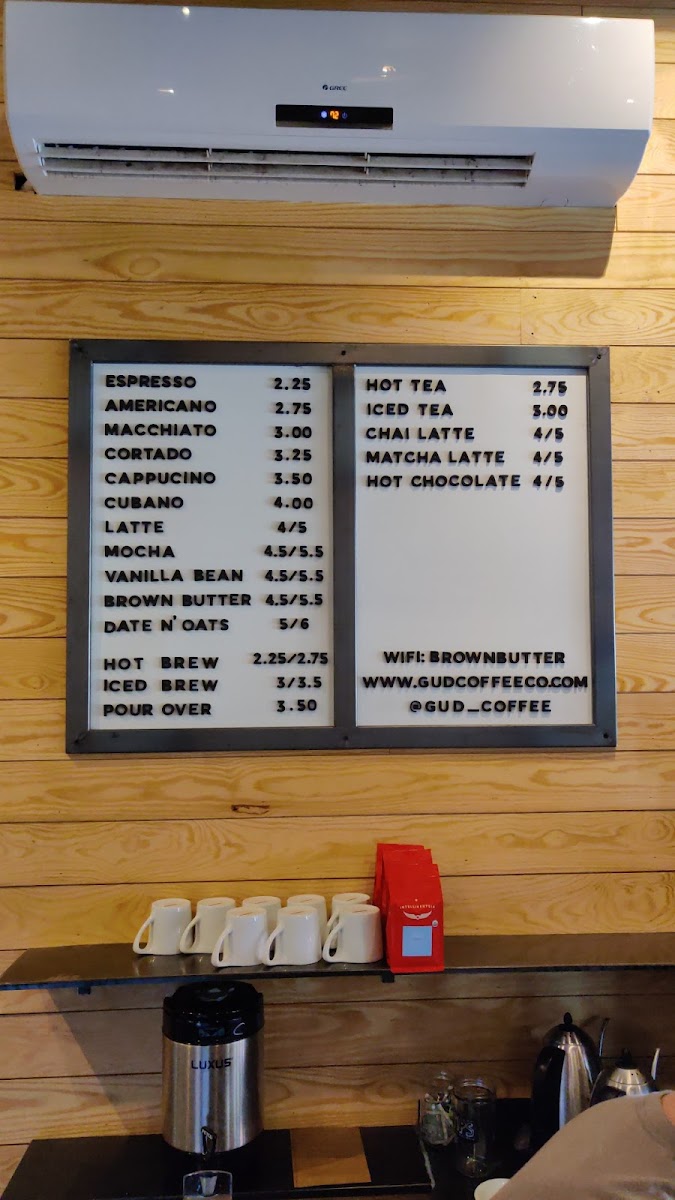 GREE
72
ESPRESSO 2.25
AMERICANO 2.75
MACCHIATO 3.00
CORTADO 3.25
CAPPUCINO 3.50
CUBANO 4.00
LATTE 4/5
MOCHA 4.5/5.5
VANILLA BEAN 4.5/5.5
BROWN BUTTER 4.5/5.5
DATE N' OATS 5/6
HOT BREW 2.25/2.75
ICED BREW 3/3.5
POUR OVER 3.50
HOT TEA 2.75
ICED TEA 3.00
CHAI LATTE 4/5
MATCHA LATTE 4/5
HOT CHOCOLATE 4/5
WIFI: BROWNBUTTER
WWW.GUDCOFFEECO.COM
@GUD_COFFEE
INTELLIGENTSIA
LUXUS